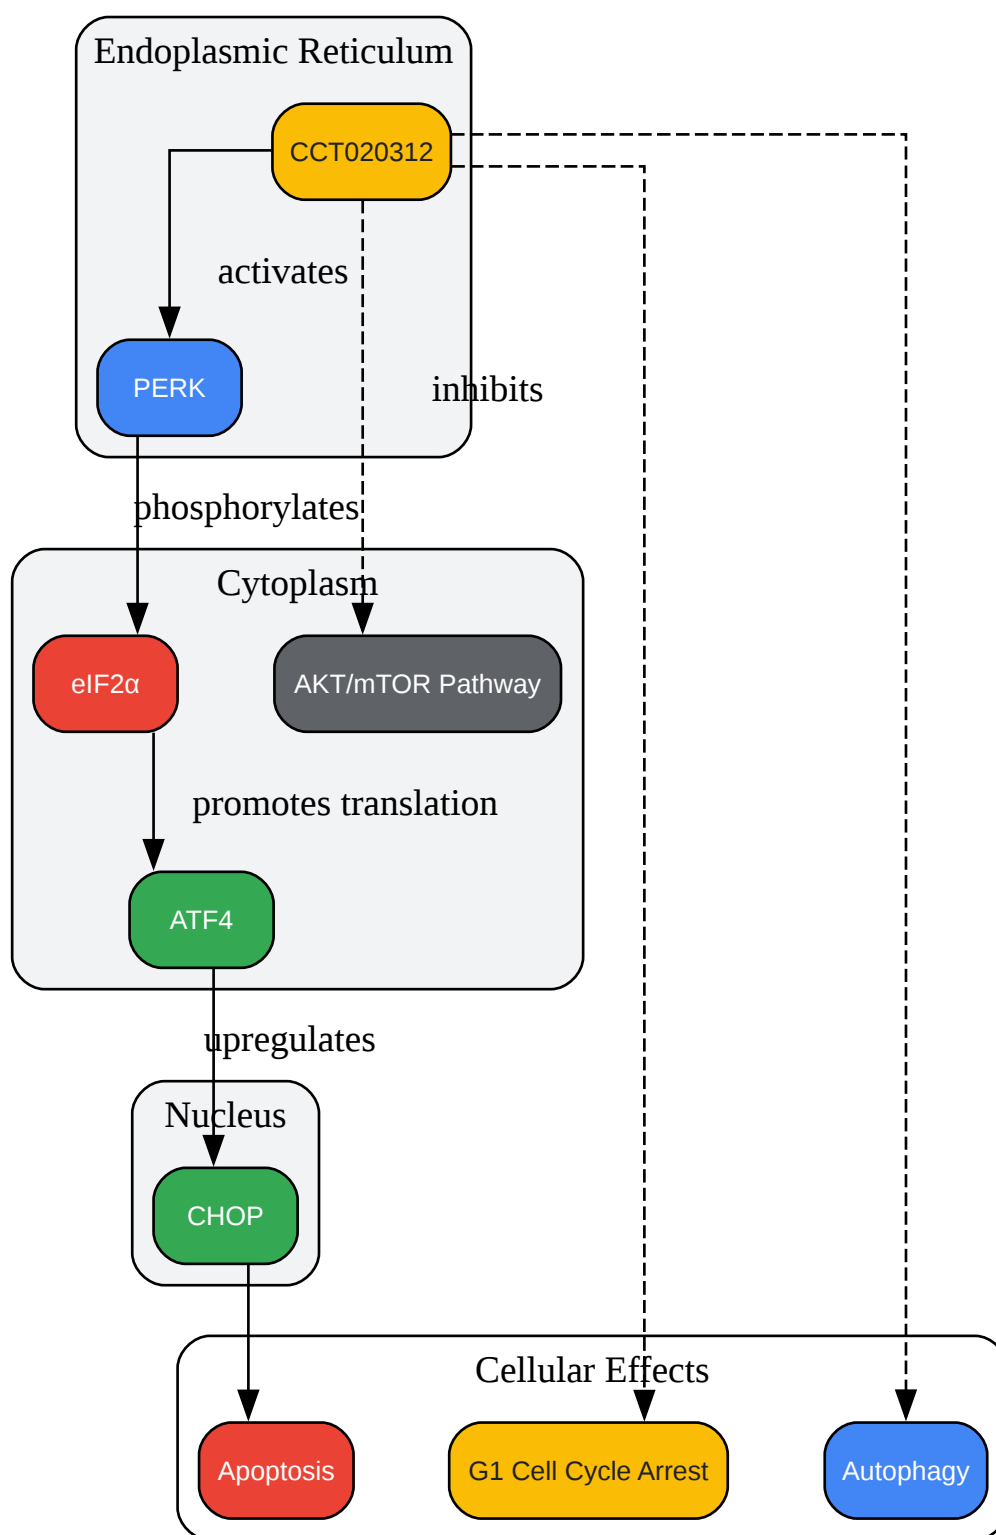 Endoplasmic Reticulum
CCT020312
activates
PERK
inhibits
phosphorylates
Cytoplasm
eIF2α
AKT/mTOR Pathway
promotes translation
ATF4
upregulates
Nucleus
CHOP
Cellular Effects
Apoptosis
G1 Cell Cycle Arrest
Autophagy